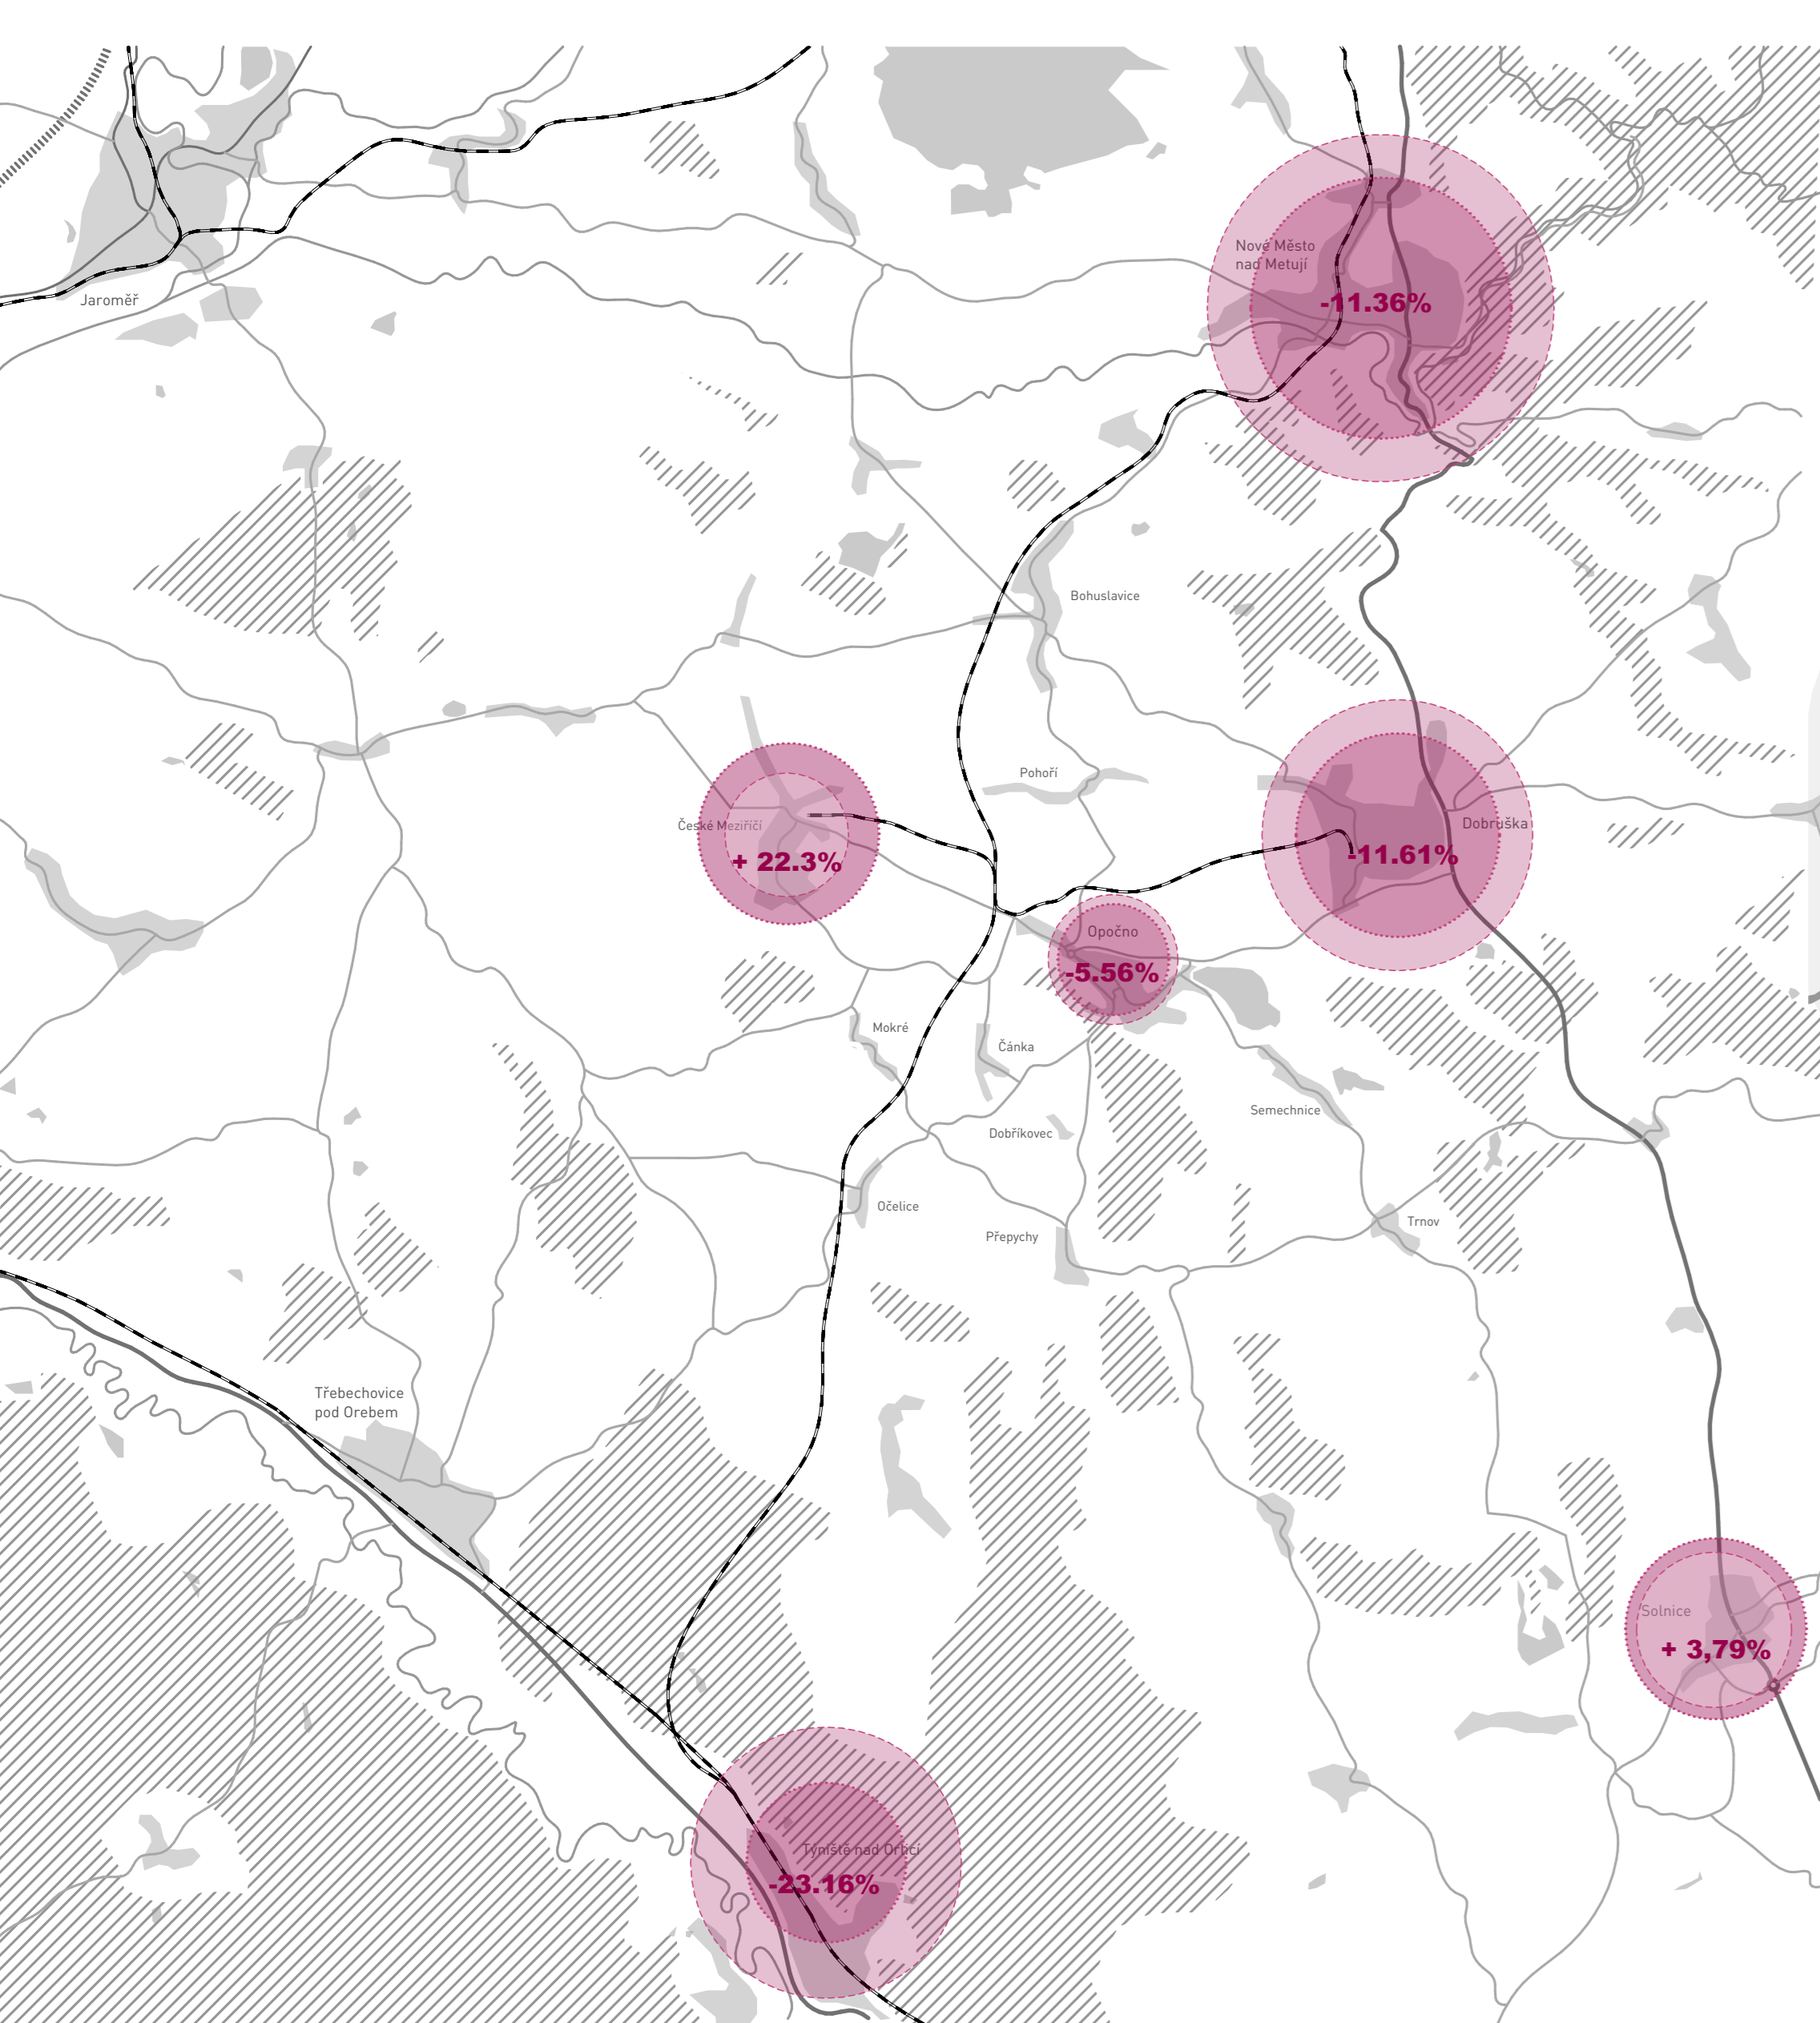 Nové Město
nad Metují
-11.36%
Jaroměř
Bohuslavice
Pohoří
České Meziříčí
+ 22.3%
Dobruška
-11.61%
Opočno
-5.56%
Mokré
Čánka
Semechnice
Dobříkovec
Očelice
Trnov
Přepychy
Třebechovice
pod Orebem
Solnice
+ 3,79%
Týniště nad Orlicí
-23.16%